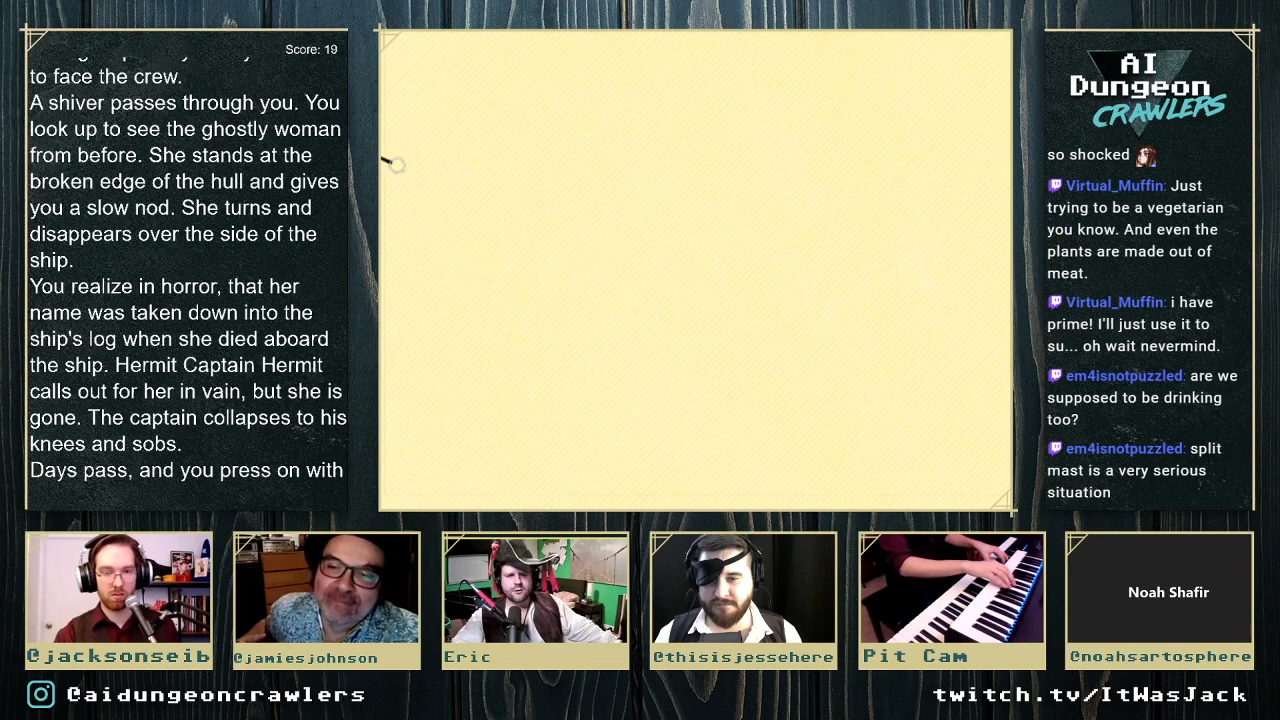 Score: 19
to face the crew.
A shiver passes through you. You
look up to see the ghostly woman
from before. She stands at the
broken edge of the hull and gives
you a slow nod. She turns and
disappears over the side of the
ship.
You realize in horror, that her
name was taken down into the
ship's log when she died aboard
the ship. Hermit Captain Hermit
calls out for her in vain, but she is
gone. The captain collapses to his
knees and sobs.
Days pass, and you press on with
AI
Dungeon
CRAWLERS
so shocked
Virtual_Muffin: Just
trying to be a vegetarian
you know. And even the
plants are made out of
meat.
Virtual_Muffin: i have
prime! I'll just use it to
su... oh wait nevermind.
em4isnotpuzzled: are we
supposed to be drinking
too?
em4isnotpuzzled: split
mast is a very serious
situation
Noah Shafir
@jacksonseib
@jamiesjohnson
Eric
@thisisjessehere
Pit Cam
@noahsartosphere
@aidungeoncrawlers
twitch.tv/ItWasJack